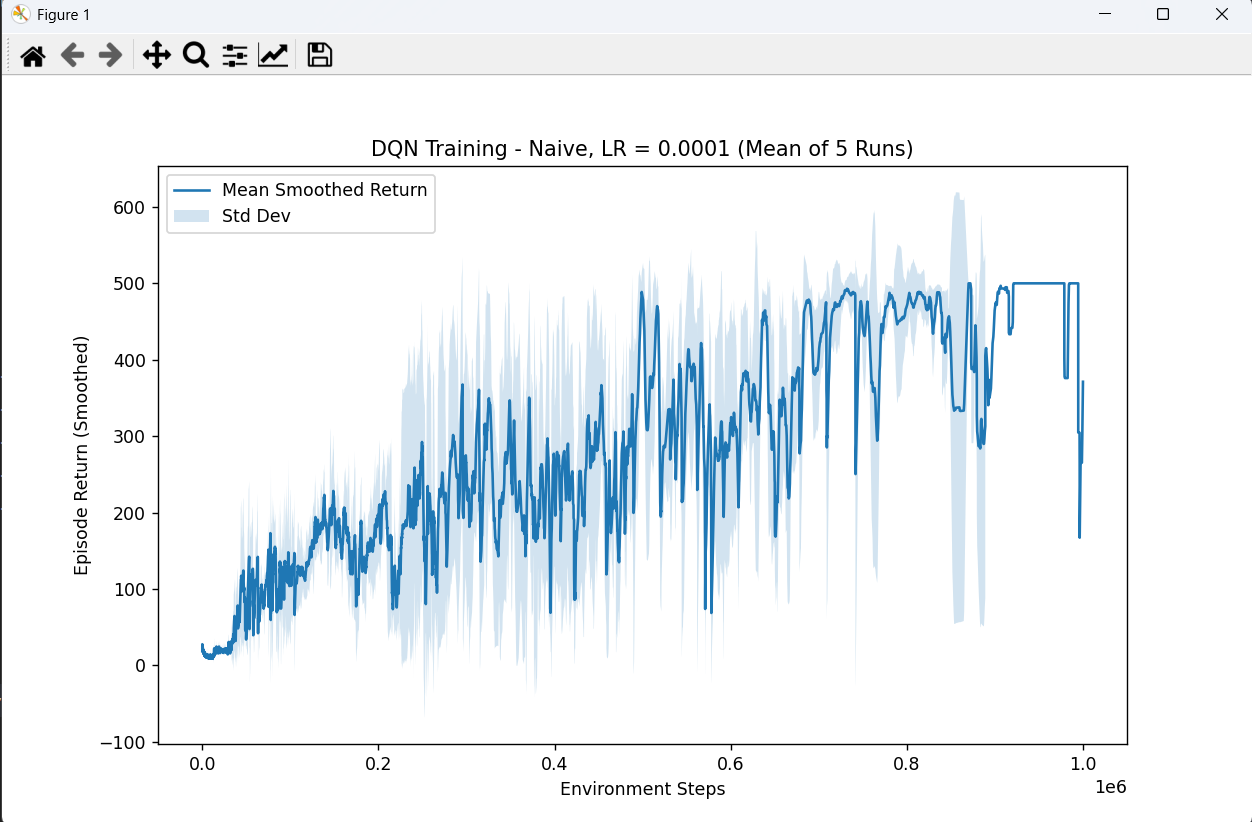 Figure 1
DQN Training - Naive, LR = 0.0001 (Mean of 5 Runs)
Mean Smoothed Return
Std Dev
Episode Return (Smoothed)
600
500
400
300
200
100
0
−100
0.0 0.2 0.4 0.6 0.8 1.0
1e6
Environment Steps